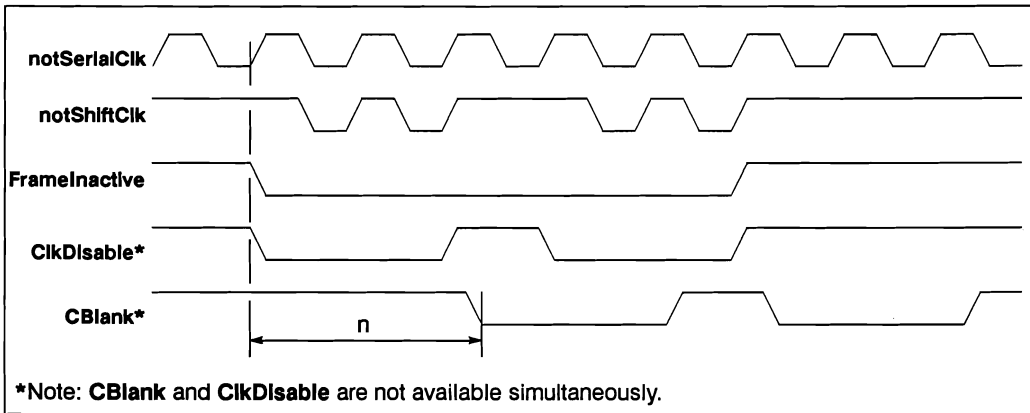 notSerialClk
notShiftClk
FrameInactive
ClkDisable*
CBlank*
n
*Note: CBlank and ClkDisable are not available simultaneously.